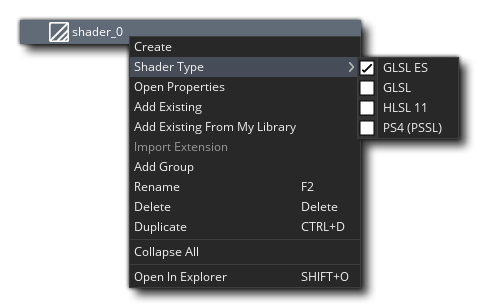 shader_0
Create
Shader Type
GLSL ES
GLSL
HLSL 11
PS4 (PSSL)
Open Properties
Add Existing
Add Existing From My Library
Import Extension
Add Group
Rename F2
Delete Delete
Duplicate CTRL+D
Collapse All
Open In Explorer SHIFT+O